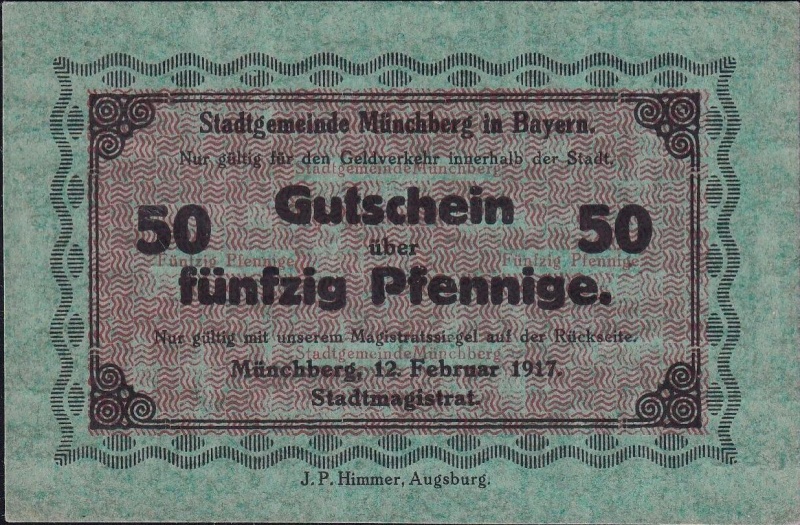 Stadtgemeinde Münchberg in Bayern.
Nur gültig für den Geldverkehr innerhalb der Stadt.
Stadtgemeinde Münchberg
50 Gutschein 50
über
Fünfzig Pfennige Fünfzig Pfennige
fünfzig Pfennige.
Nur gültig mit unserem Magistratssiegel auf der Rückseite.
Stadtgemeinde Münchberg
Münchberg, 12. Februar 1917.
Stadtmagistrat.
J. P. Himmer, Augsburg.